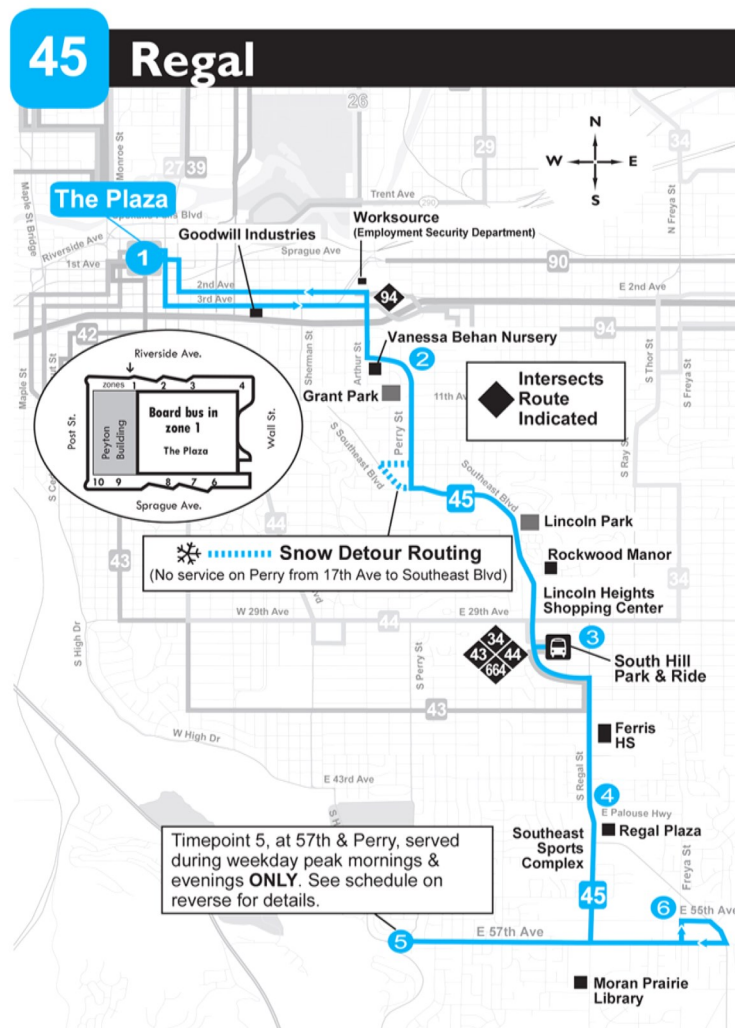 45 Regal
26
29
34
27 39
Monroe St
Maple St Bridge
Trent Ave
290
N Freya St
The Plaza
Riverside Ave
1st Ave
1
Goodwill Industries
Worksource
(Employment Security Department)
Sprague Ave
90
2nd Ave
3rd Ave
E 2nd Ave
94
94
42
Maple St
Sherman St
Arthur St
Vanessa Behan Nursery
2
Grant Park
11th Av
S Thor St
S Freya St
Intersects
Route
Indicated
Riverside Ave.
zones 1 2 3 4
Post St.
Peyton
Building
Board bus in
zone 1
The Plaza
Wall St.
10 9 8 7 6
Sprague Ave.
Perry St
S Southeast Blvd
Southeast Blvd
S Ray St
45
44
43
Lincoln Park
Snow Detour Routing
(No service on Perry from 17th Ave to Southeast Blvd)
Rockwood Manor
34
Lincoln Heights
Shopping Center
W 29th Ave
44
E 29th Ave
S High Dr
S Perry St
34
43 44
664
3
South Hill
Park & Ride
43
W High Dr
Ferris
HS
S Regal St
E 43rd Ave
4
E Palouse Hwy
Regal Plaza
Southeast
Sports
Complex
Freya St
Timepoint 5, at 57th & Perry, served
during weekday peak mornings &
evenings ONLY. See schedule on
reverse for details.
45
6
E 55th Ave
5
E 57th Ave
Moran Prairie
Library
N
W E
S